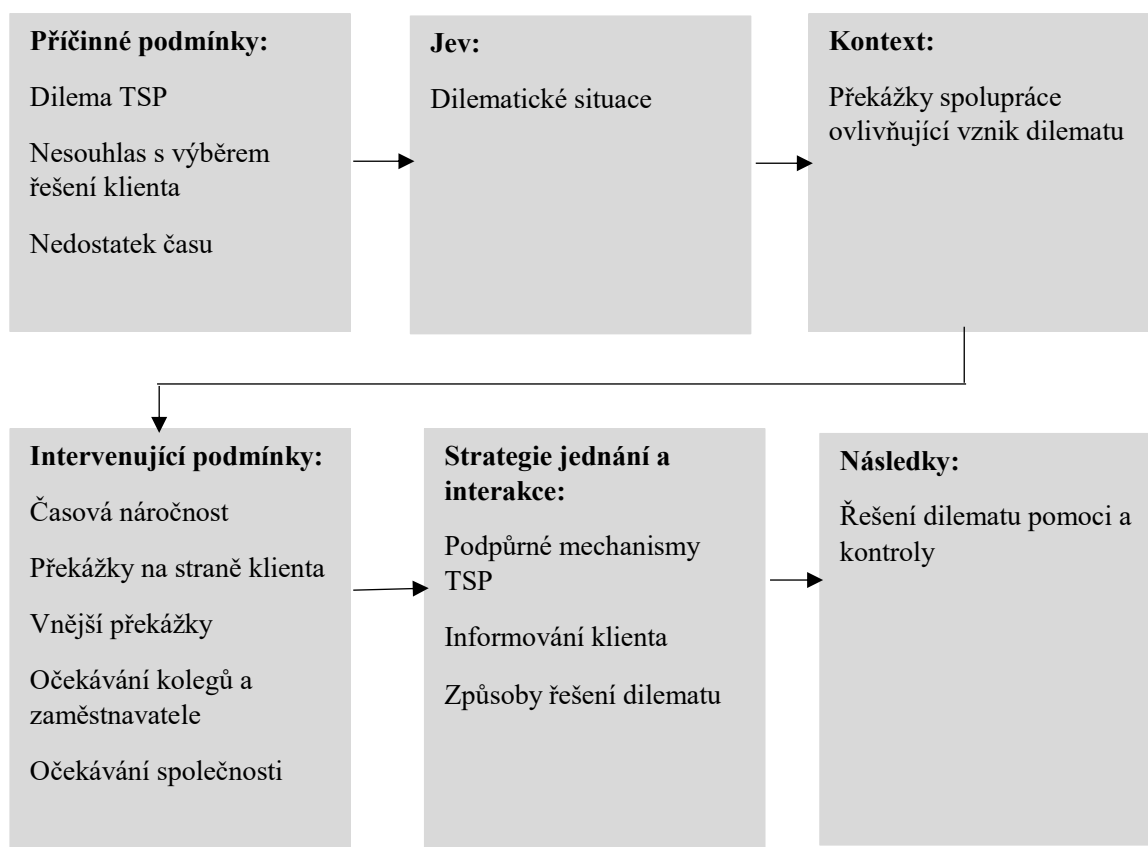 Příčinné podmínky:
Dilema TSP
Nesouhlas s výběrem
řešení klienta
Nedostatek času
Jev:
Dilematické situace
Kontext:
Překážky spolupráce
ovlivňující vznik dilematu
Intervenující podmínky:
Časová náročnost
Překážky na straně klienta
Vnější překážky
Očekávání kolegů a
zaměstnavatele
Očekávání společnosti
Strategie jednání a
interakce:
Podpůrné mechanismy
TSP
Informování klienta
Způsoby řešení dilematu
Následky:
Řešení dilematu pomoci a
kontroly